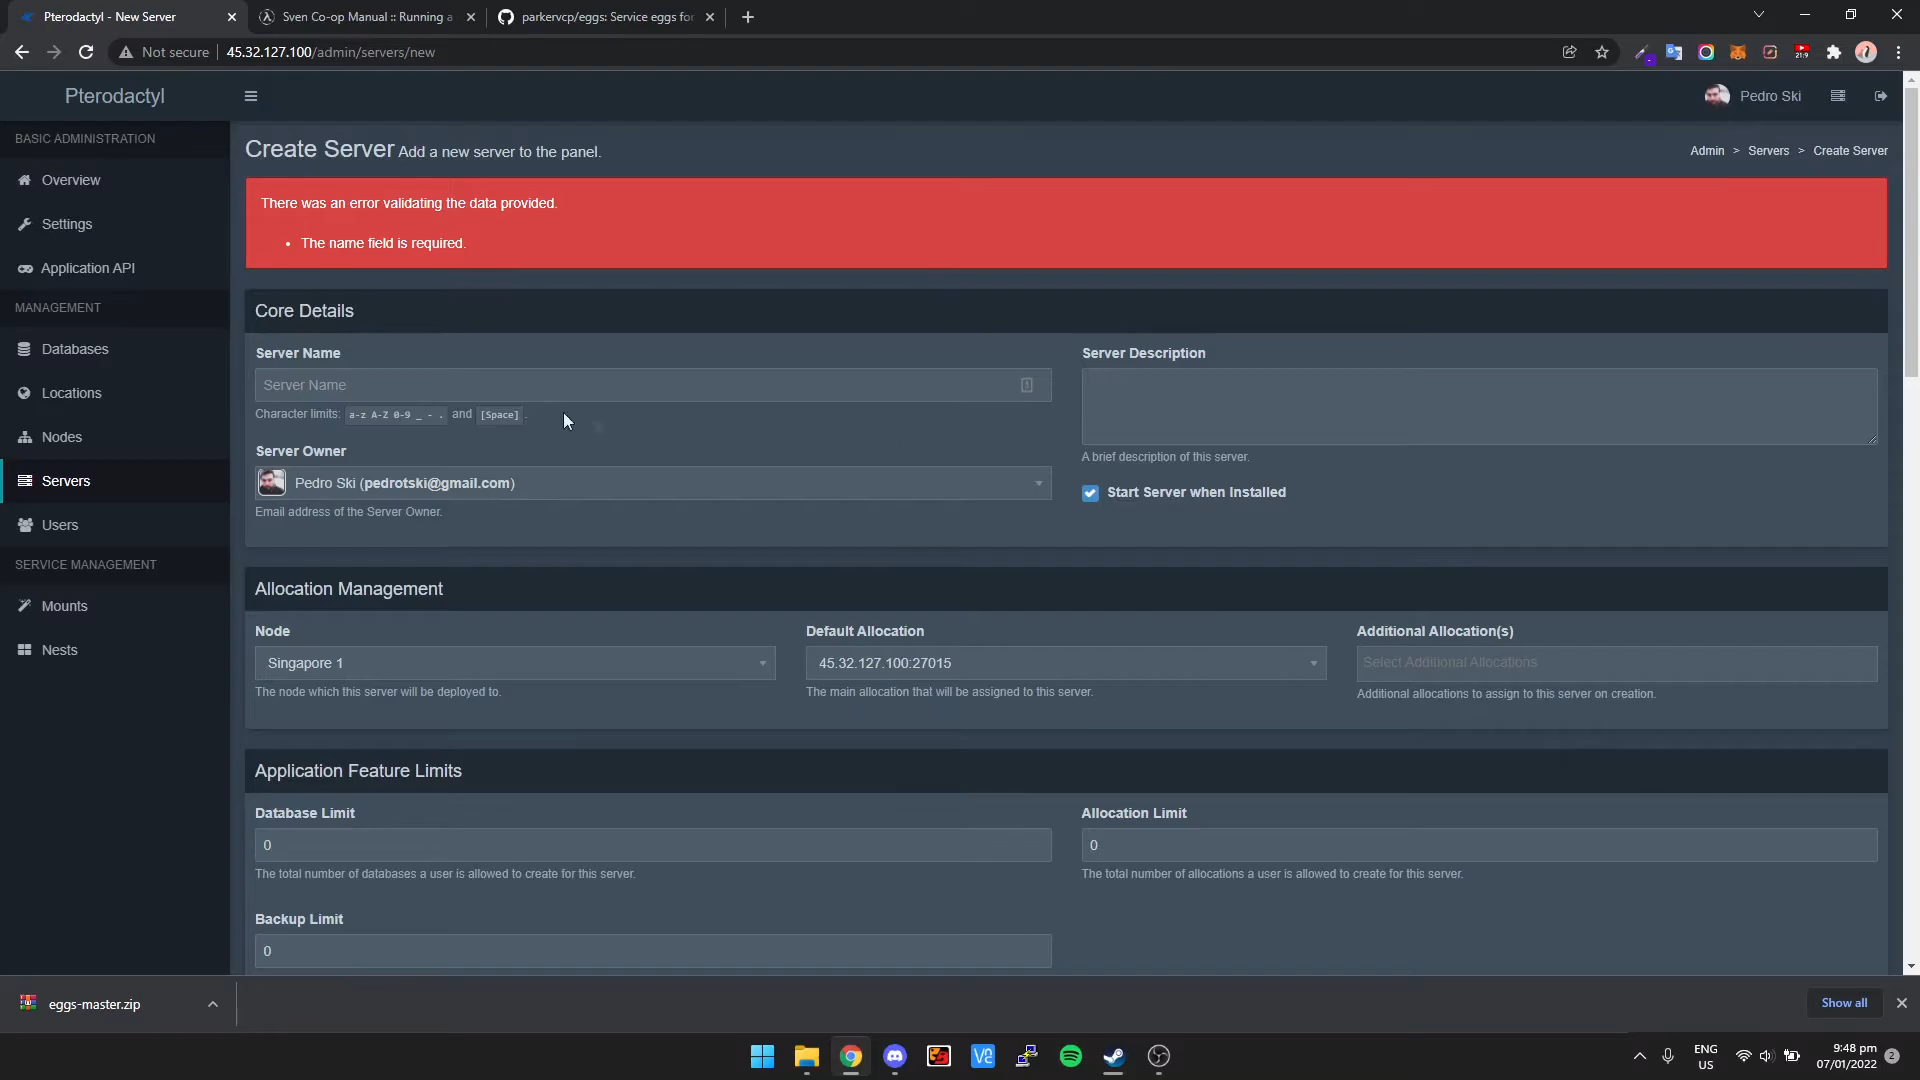 Pterodactyl - New Server
Sven Co-op Manual :: Running a
parkervcp/eggs: Service eggs for
Not secure
45.32.127.100/admin/servers/new
Pterodactyl
Pedro Ski
BASIC ADMINISTRATION
Overview
Settings
Application API
MANAGEMENT
Databases
Locations
Nodes
Servers
Users
SERVICE MANAGEMENT
Mounts
Nests
Create Server Add a new server to the panel.
Admin > Servers > Create Server
There was an error validating the data provided.
• The name field is required.
Core Details
Server Name
Server Name
Character limits: a-z A-Z 0-9 _ - . and [Space] .
Server Owner
Pedro Ski (pedrotski@gmail.com)
Email address of the Server Owner.
Server Description
A brief description of this server.
Start Server when Installed
Allocation Management
Node
Singapore 1
The node which this server will be deployed to.
Default Allocation
45.32.127.100:27015
The main allocation that will be assigned to this server.
Additional Allocation(s)
Select Additional Allocations
Additional allocations to assign to this server on creation.
Application Feature Limits
Database Limit
0
The total number of databases a user is allowed to create for this server.
Allocation Limit
0
The total number of allocations a user is allowed to create for this server.
Backup Limit
0
eggs-master.zip
Show all
ENG
US
9:48 pm
07/01/2022
2